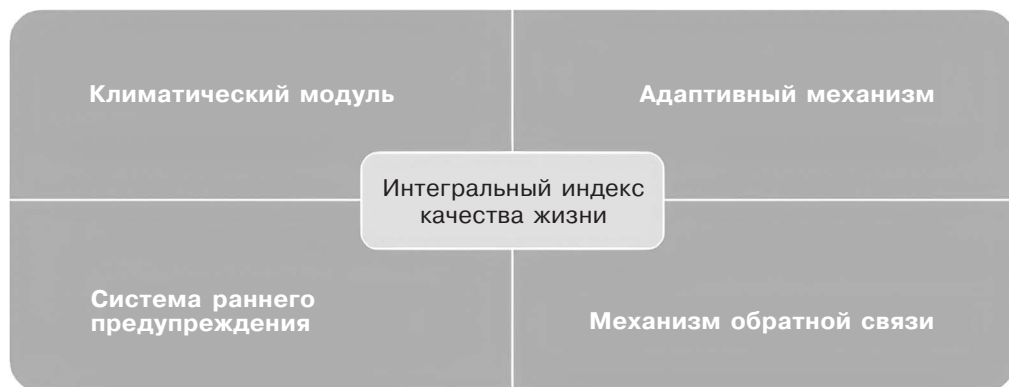 Климатический модуль
Адаптивный механизм
Интегральный индекс
качества жизни
Система раннего
предупреждения
Механизм обратной связи